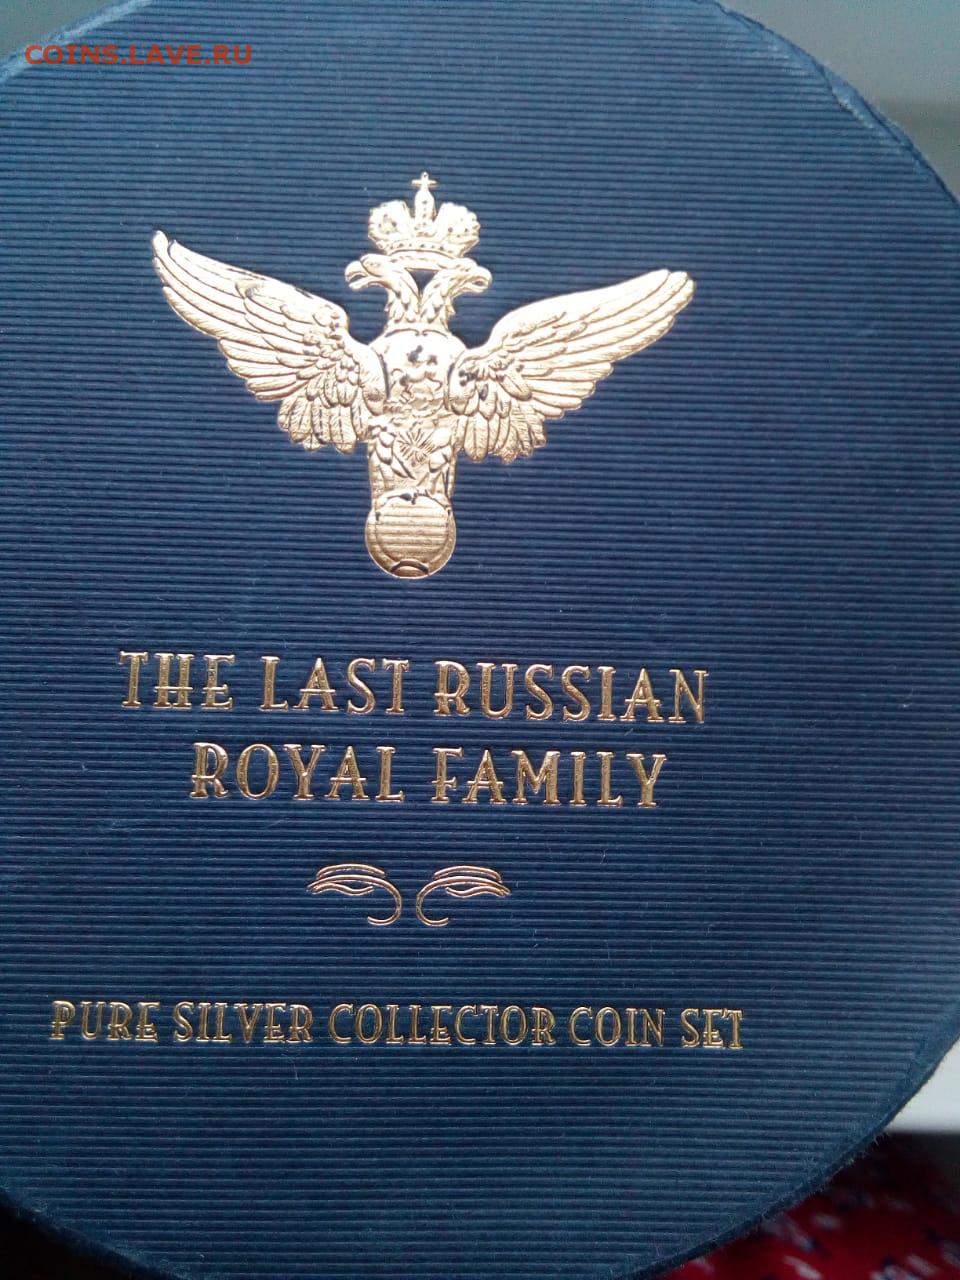 COINS.LAVE.RU
THE LAST RUSSIAN
ROYAL FAMILY
PURE SILVER COLLECTOR COIN SET